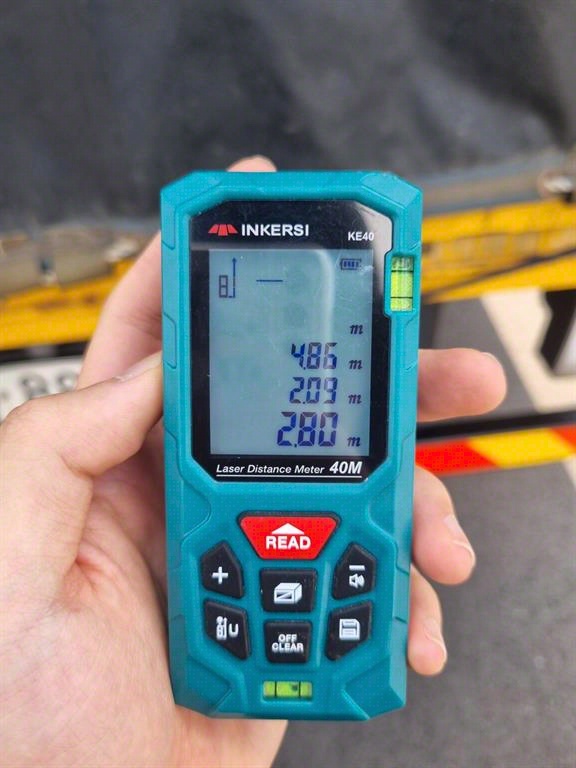 INKERSI
KE40
m
4.86 m
2.09 m
2.80 m
Laser Distance Meter 40M
READ
+
−
U
OFF
CLEAR